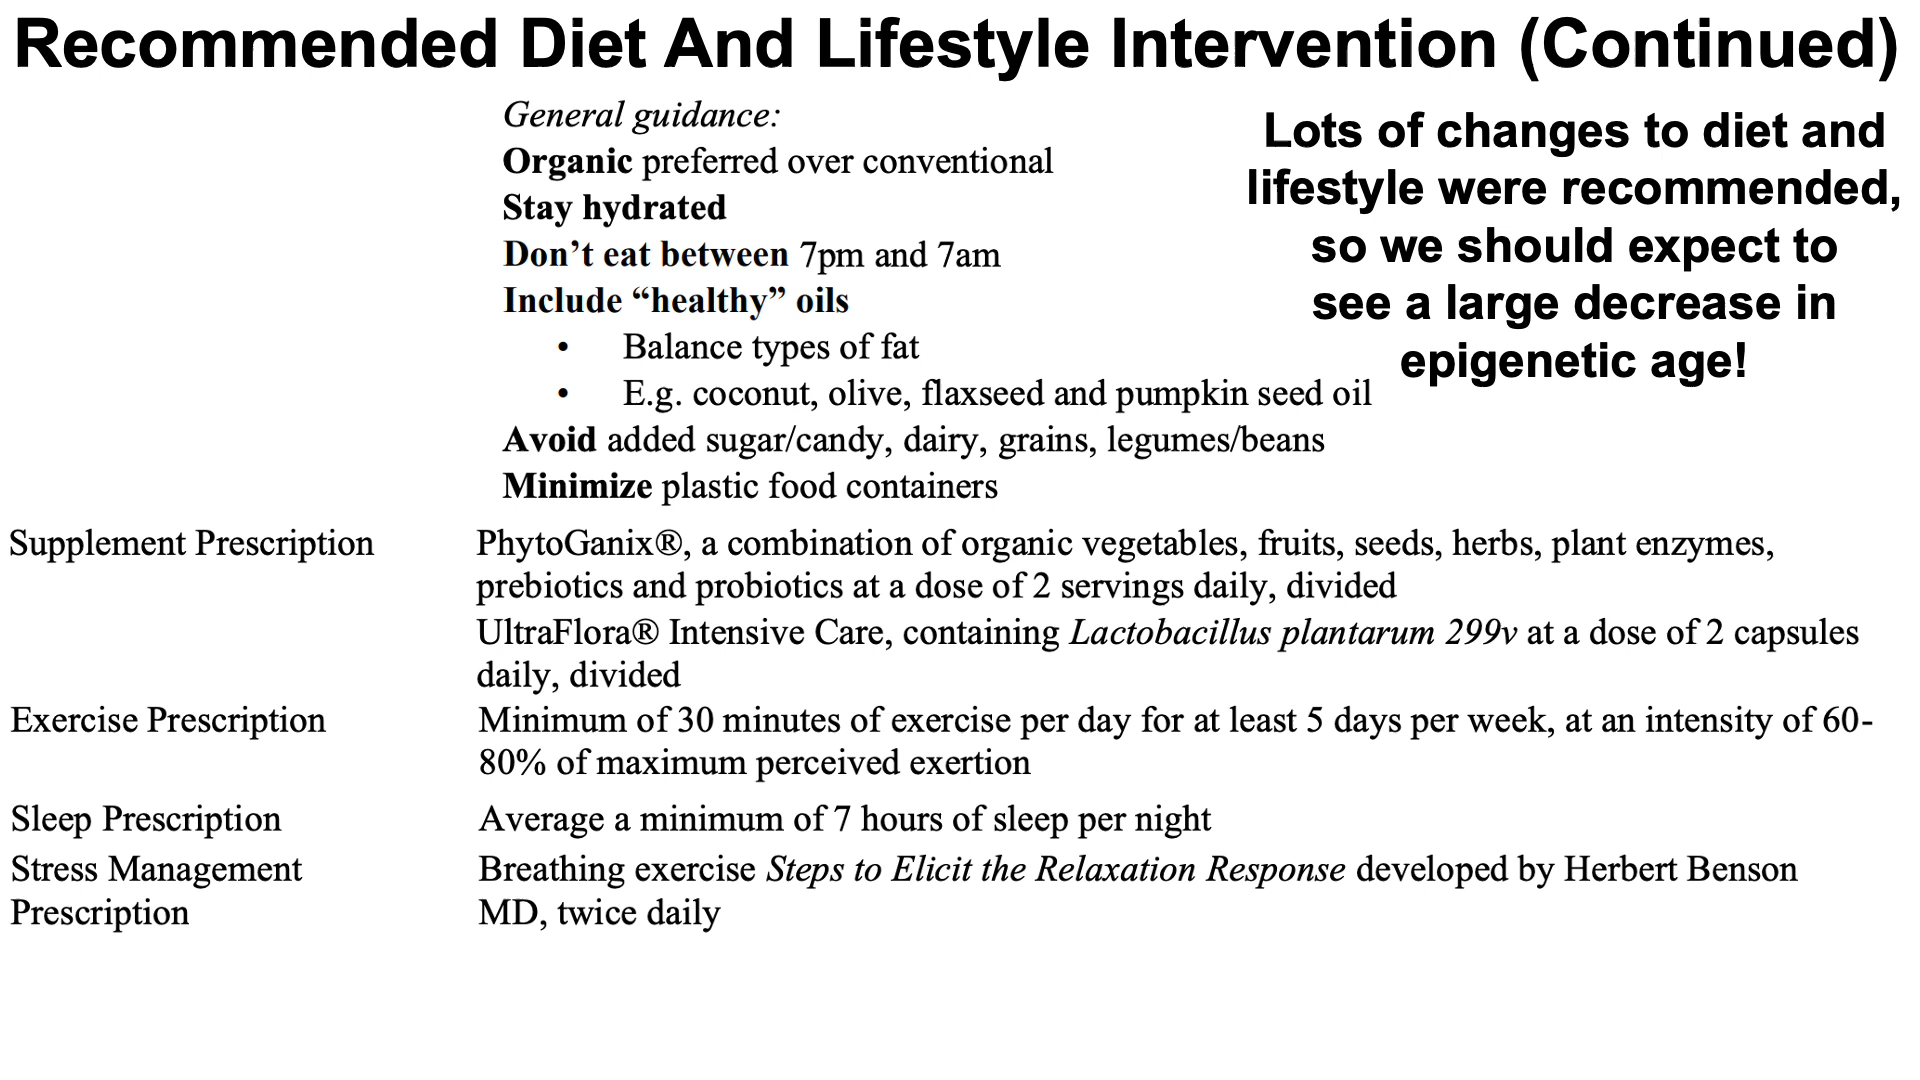 Recommended Diet And Lifestyle Intervention (Continued)
General guidance:
Organic preferred over conventional
Stay hydrated
Don’t eat between 7pm and 7am
Include “healthy” oils
• Balance types of fat
• E.g. coconut, olive, flaxseed and pumpkin seed oil
Avoid added sugar/candy, dairy, grains, legumes/beans
Minimize plastic food containers
Lots of changes to diet and
lifestyle were recommended,
so we should expect to
see a large decrease in
epigenetic age!
Supplement Prescription
PhytoGanix®, a combination of organic vegetables, fruits, seeds, herbs, plant enzymes,
prebiotics and probiotics at a dose of 2 servings daily, divided
UltraFlora® Intensive Care, containing Lactobacillus plantarum 299v at a dose of 2 capsules
daily, divided
Exercise Prescription
Minimum of 30 minutes of exercise per day for at least 5 days per week, at an intensity of 60-
80% of maximum perceived exertion
Sleep Prescription
Average a minimum of 7 hours of sleep per night
Stress Management
Prescription
Breathing exercise Steps to Elicit the Relaxation Response developed by Herbert Benson
MD, twice daily